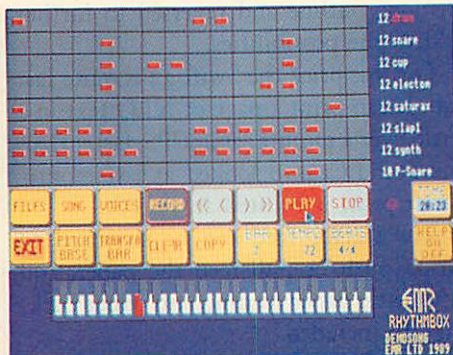 12 drum
12 snare
12 cup
12 electom
12 saturax
12 slap1
12 synth
10 P-Snare
FILES SONG VOICES RECORD << < > >> PLAY STOP TIME 20:23
EXIT PITCH BASE TRANSFR BAR CLEAR COPY BAR 2 TEMPO 72 BEATS 4/4 HELP ON OFF
EMR
RHYTHMBOX
DEMOSONG
EMR LTD 1989